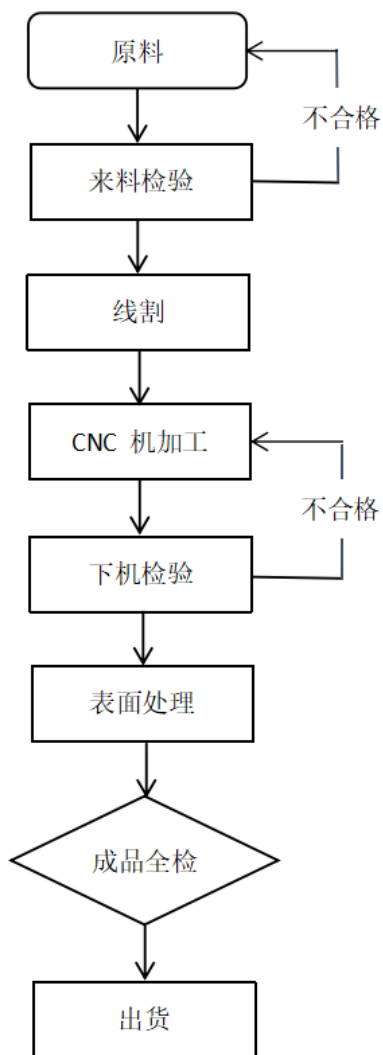 原料
不合格
来料检验
线割
CNC 机加工
不合格
下机检验
表面处理
成品全检
出货